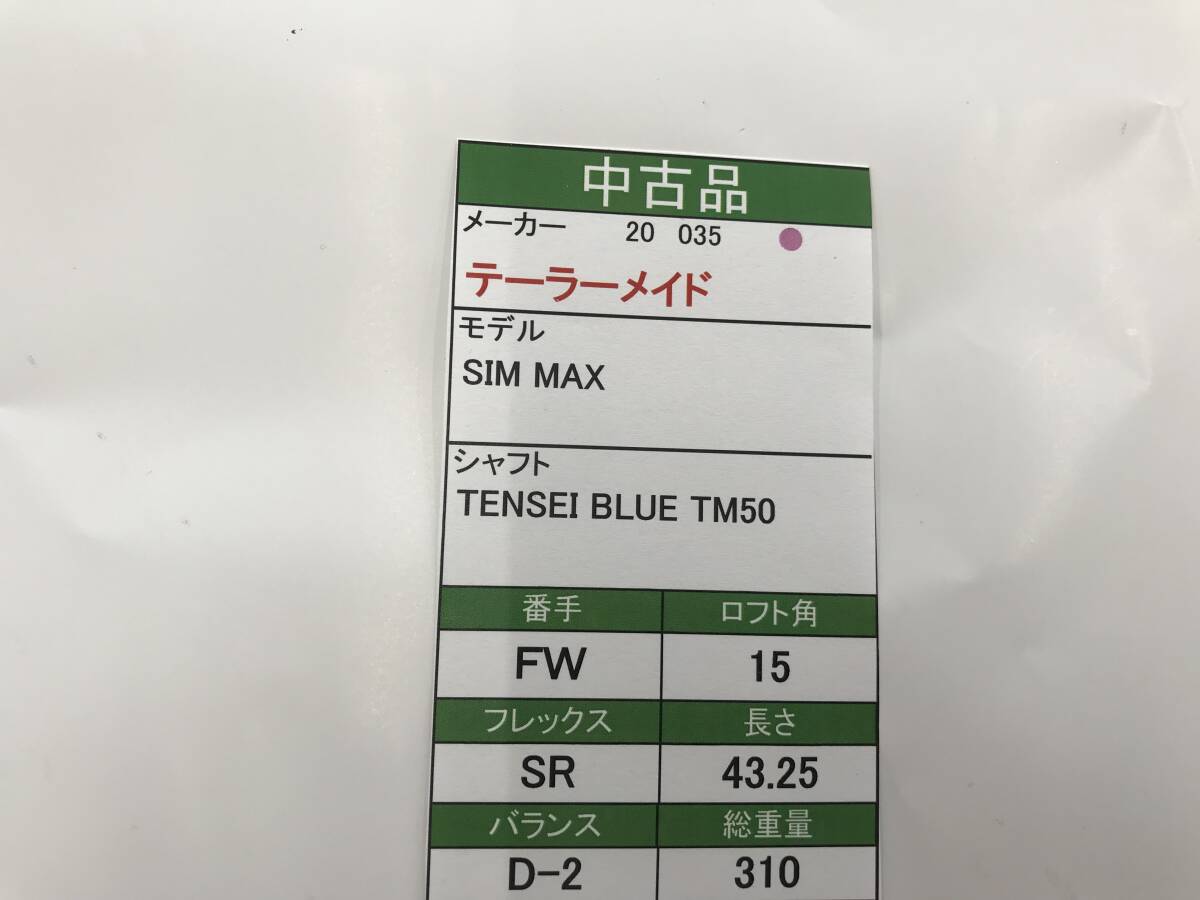 中古品
メーカー 20 035
テーラーメイド
モデル
SIM MAX
シャフト
TENSEI BLUE TM50
番手 ロフト角
FW 15
フレックス 長さ
SR 43.25
バランス 総重量
D-2 310